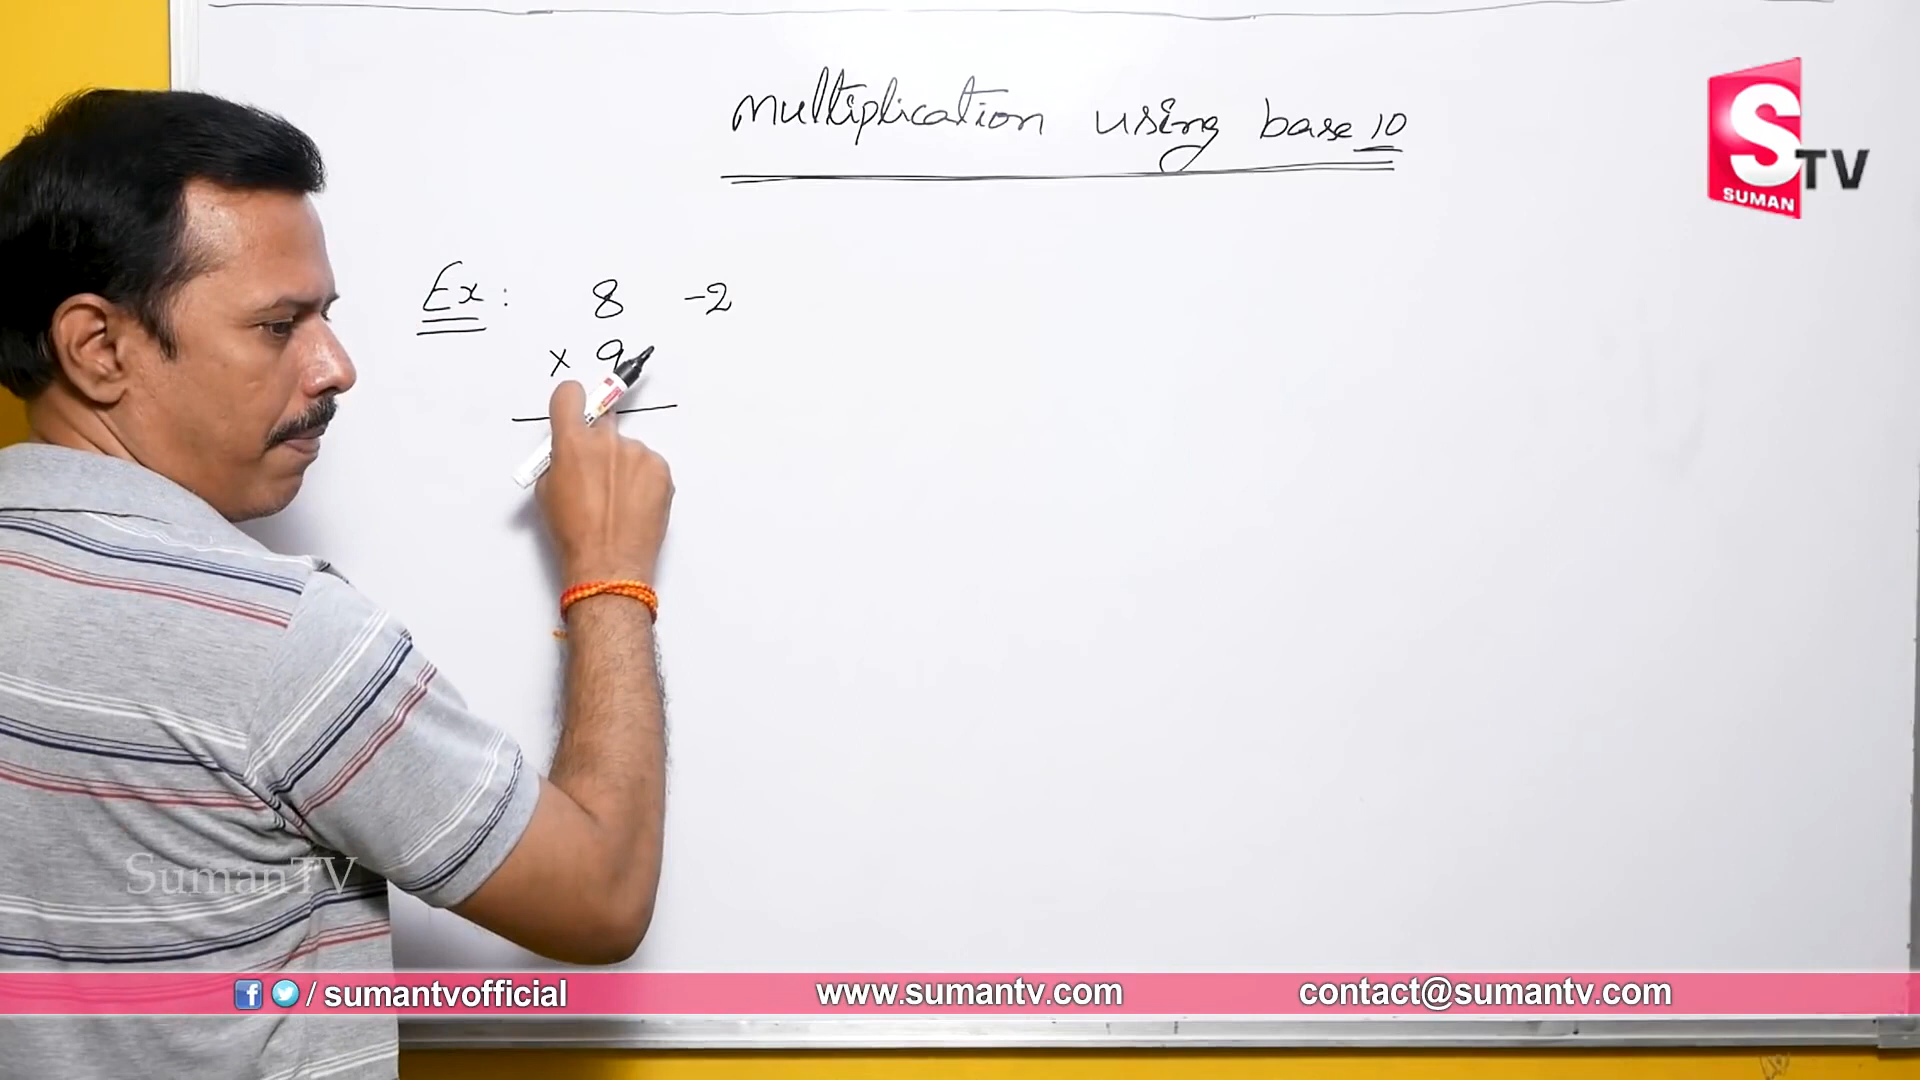 multiplication using base 10
S TV
SUMAN
Ex : 8 -2
x 9
SumanTV
/ sumantvofficial
www.sumantv.com
contact@sumantv.com